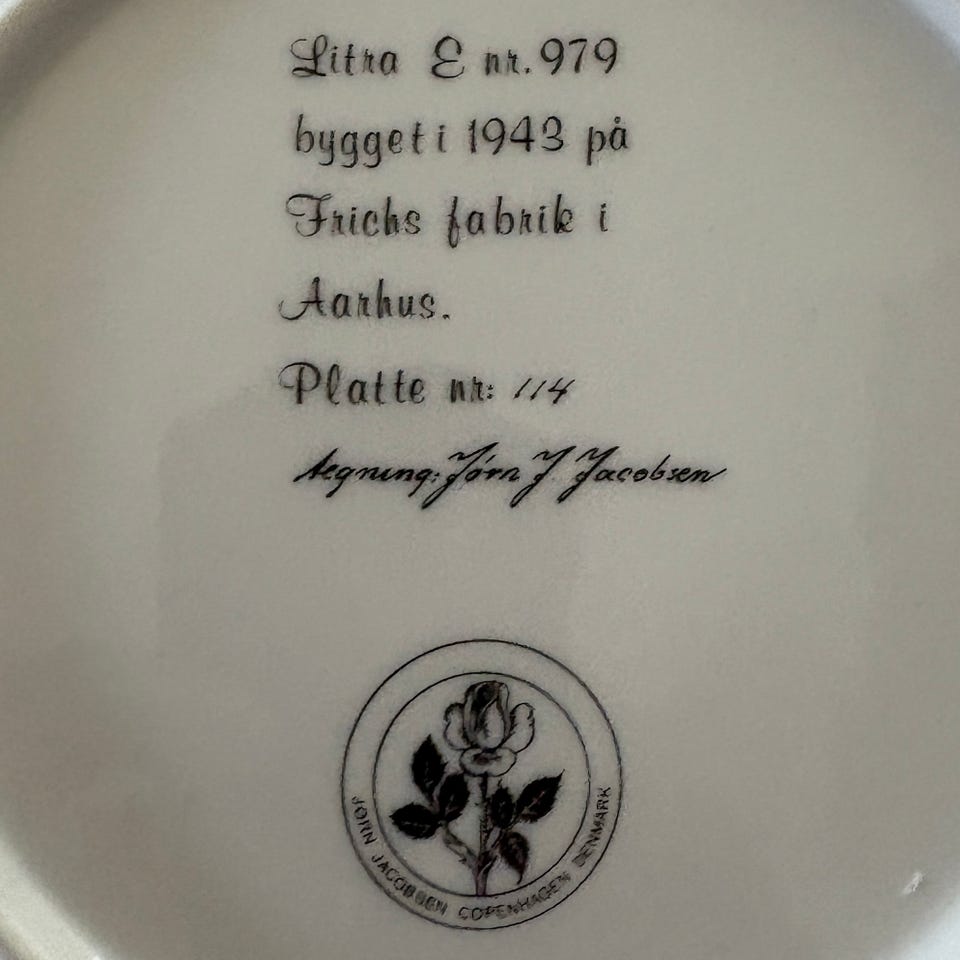 Litra E nr. 979
bygget i 1943 på
Frichs fabrik i
Aarhus.
Platte nr: 114
tegning: Jørn J Jacobsen
JØRN JACOBSEN COPENHAGEN DENMARK